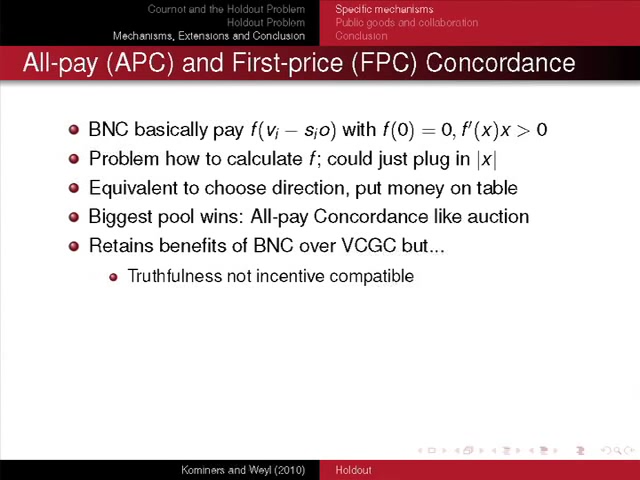 Cournot and the Holdout Problem
Holdout Problem
Mechanisms, Extensions and Conclusion
Specific mechanisms
Public goods and collaboration
Conclusion
All-pay (APC) and First-price (FPC) Concordance
BNC basically pay f(vᵢ − sᵢo) with f(0) = 0, f′(x)x > 0
Problem how to calculate f; could just plug in |x|
Equivalent to choose direction, put money on table
Biggest pool wins: All-pay Concordance like auction
Retains benefits of BNC over VCGC but...
Truthfulness not incentive compatible
Kominers and Weyl (2010)
Holdout